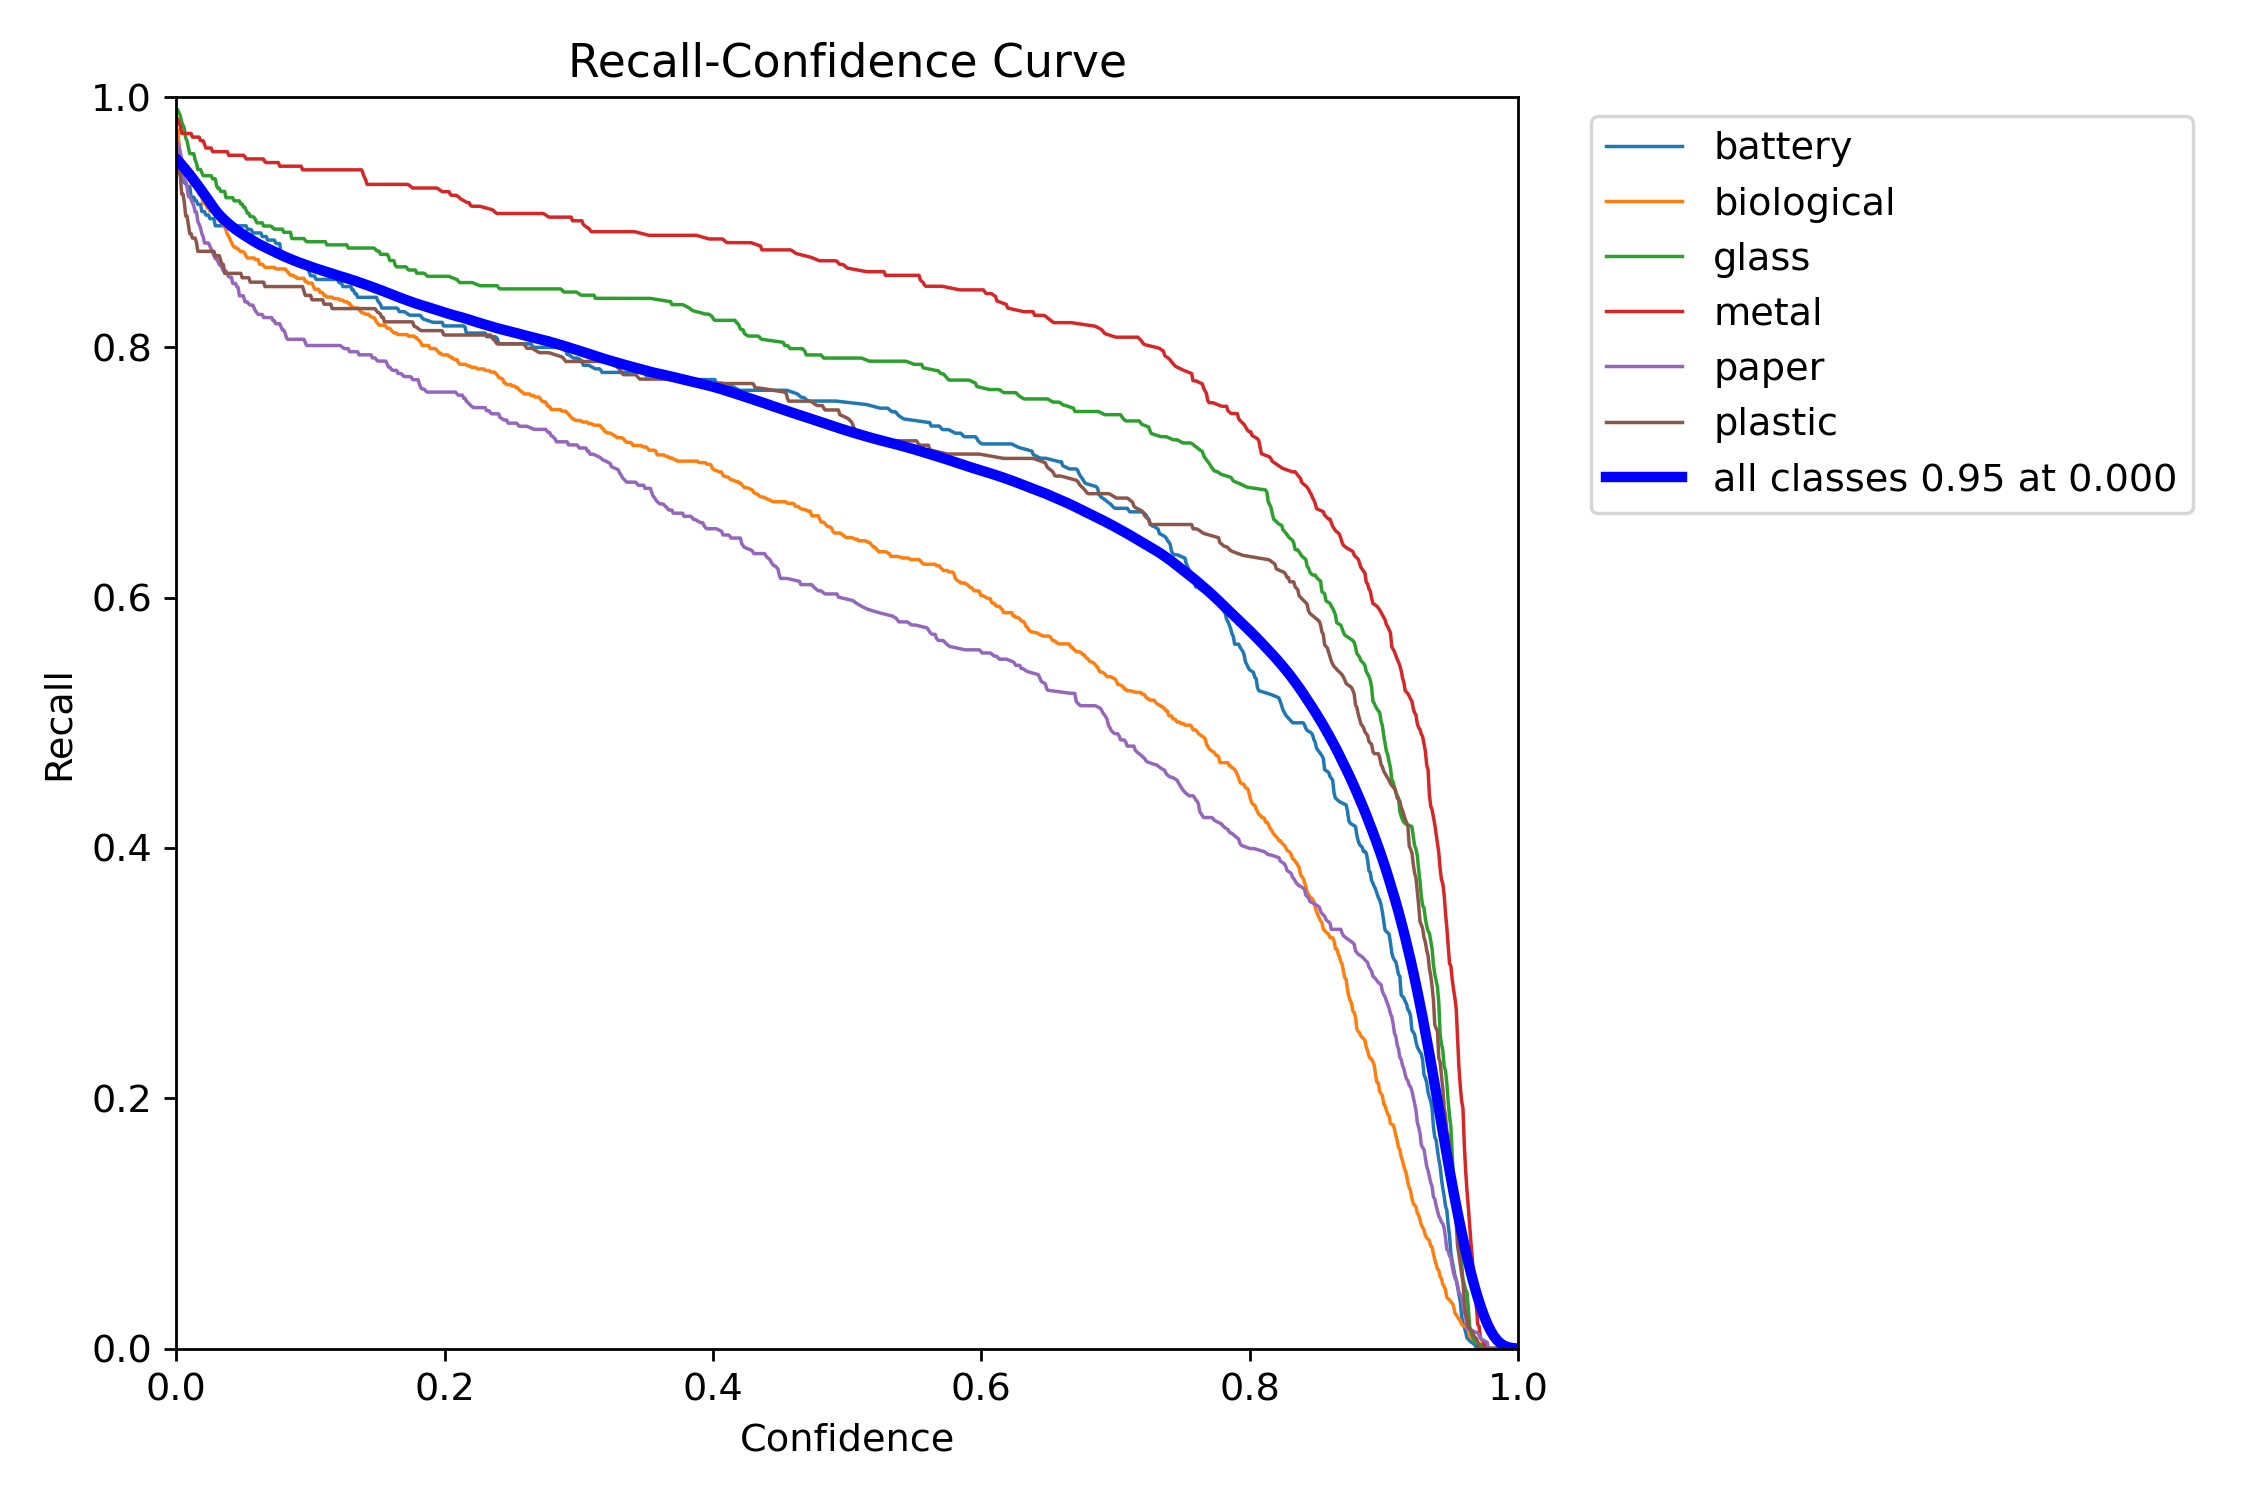 Recall-Confidence Curve
1.0
0.8
0.6
0.4
0.2
0.0
Recall
0.0 0.2 0.4 0.6 0.8 1.0
Confidence
battery
biological
glass
metal
paper
plastic
all classes 0.95 at 0.000